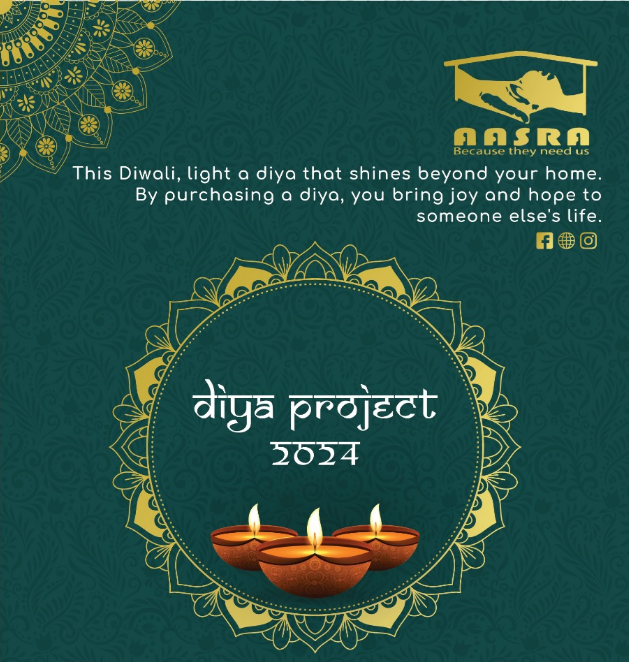 AASRA
Because they need us
This Diwali, light a diya that shines beyond your home.
By purchasing a diya, you bring joy and hope to
someone else's life.
diya project
2024